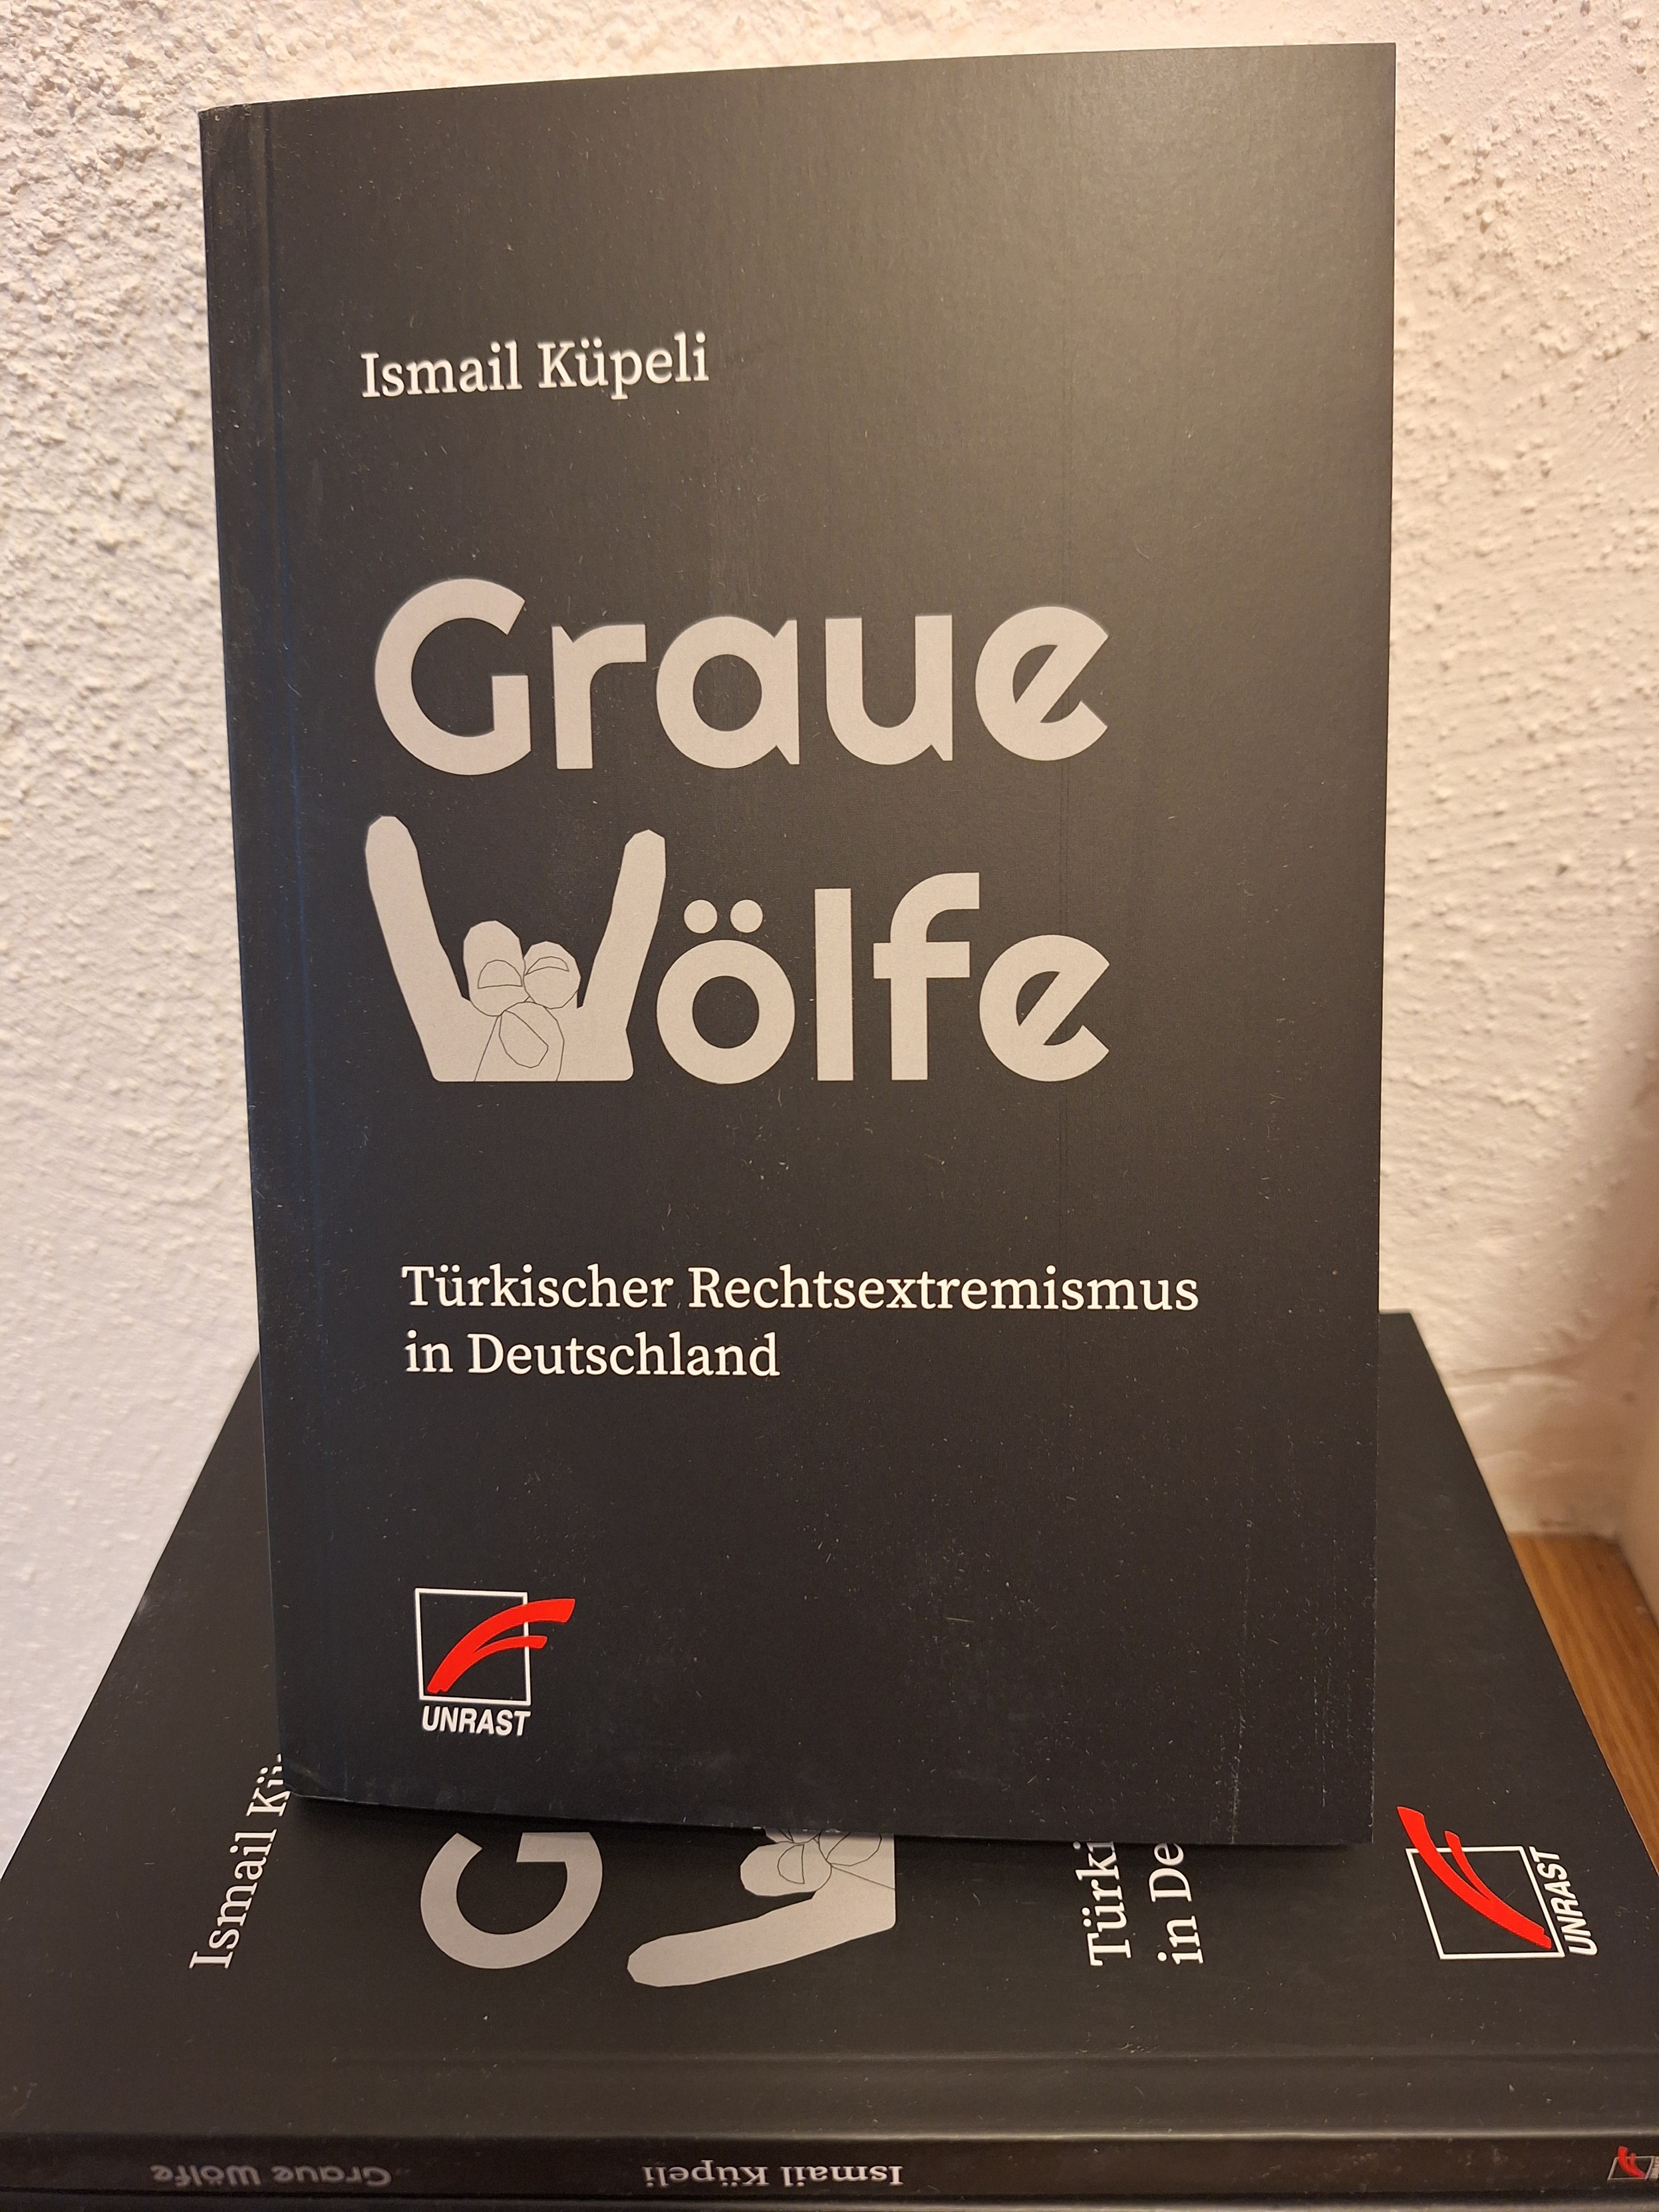 Ismail Küpeli
Graue
Wölfe
Türkischer Rechtsextremismus
in Deutschland
UNRAST
Ismail Kü
G
Türki
in De
UNRAST
Ismail Küpeli
Graue Wölfe